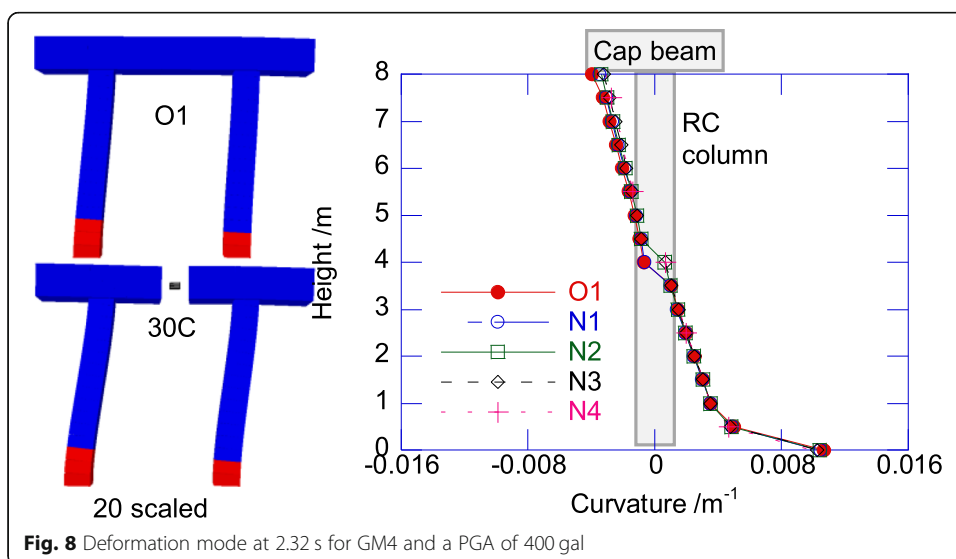 O1
30C
20 scaled
Cap beam
RC
column
Height /m
8
7
6
5
4
3
2
1
0
O1
N1
N2
N3
N4
-0.016
-0.008
0
0.008
0.016
Curvature /m⁻¹
Fig. 8 Deformation mode at 2.32 s for GM4 and a PGA of 400 gal